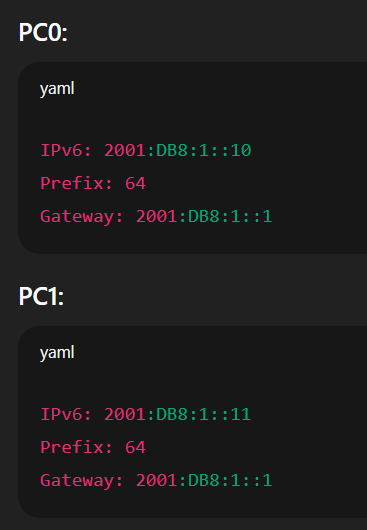 PC0:
yaml
IPv6: 2001:DB8:1::10
Prefix: 64
Gateway: 2001:DB8:1::1
PC1:
yaml
IPv6: 2001:DB8:1::11
Prefix: 64
Gateway: 2001:DB8:1::1